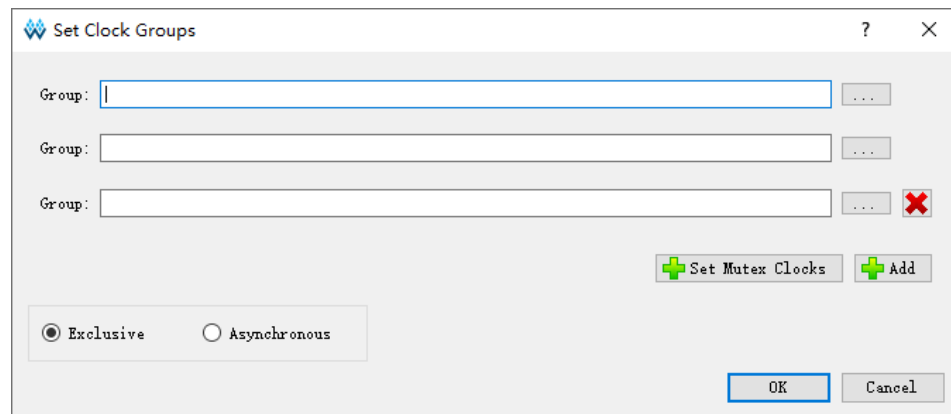 Set Clock Groups ?
Group: ...
Group: ...
Group: ...
Set Mutex Clocks Add
Exclusive Asynchronous
OK Cancel